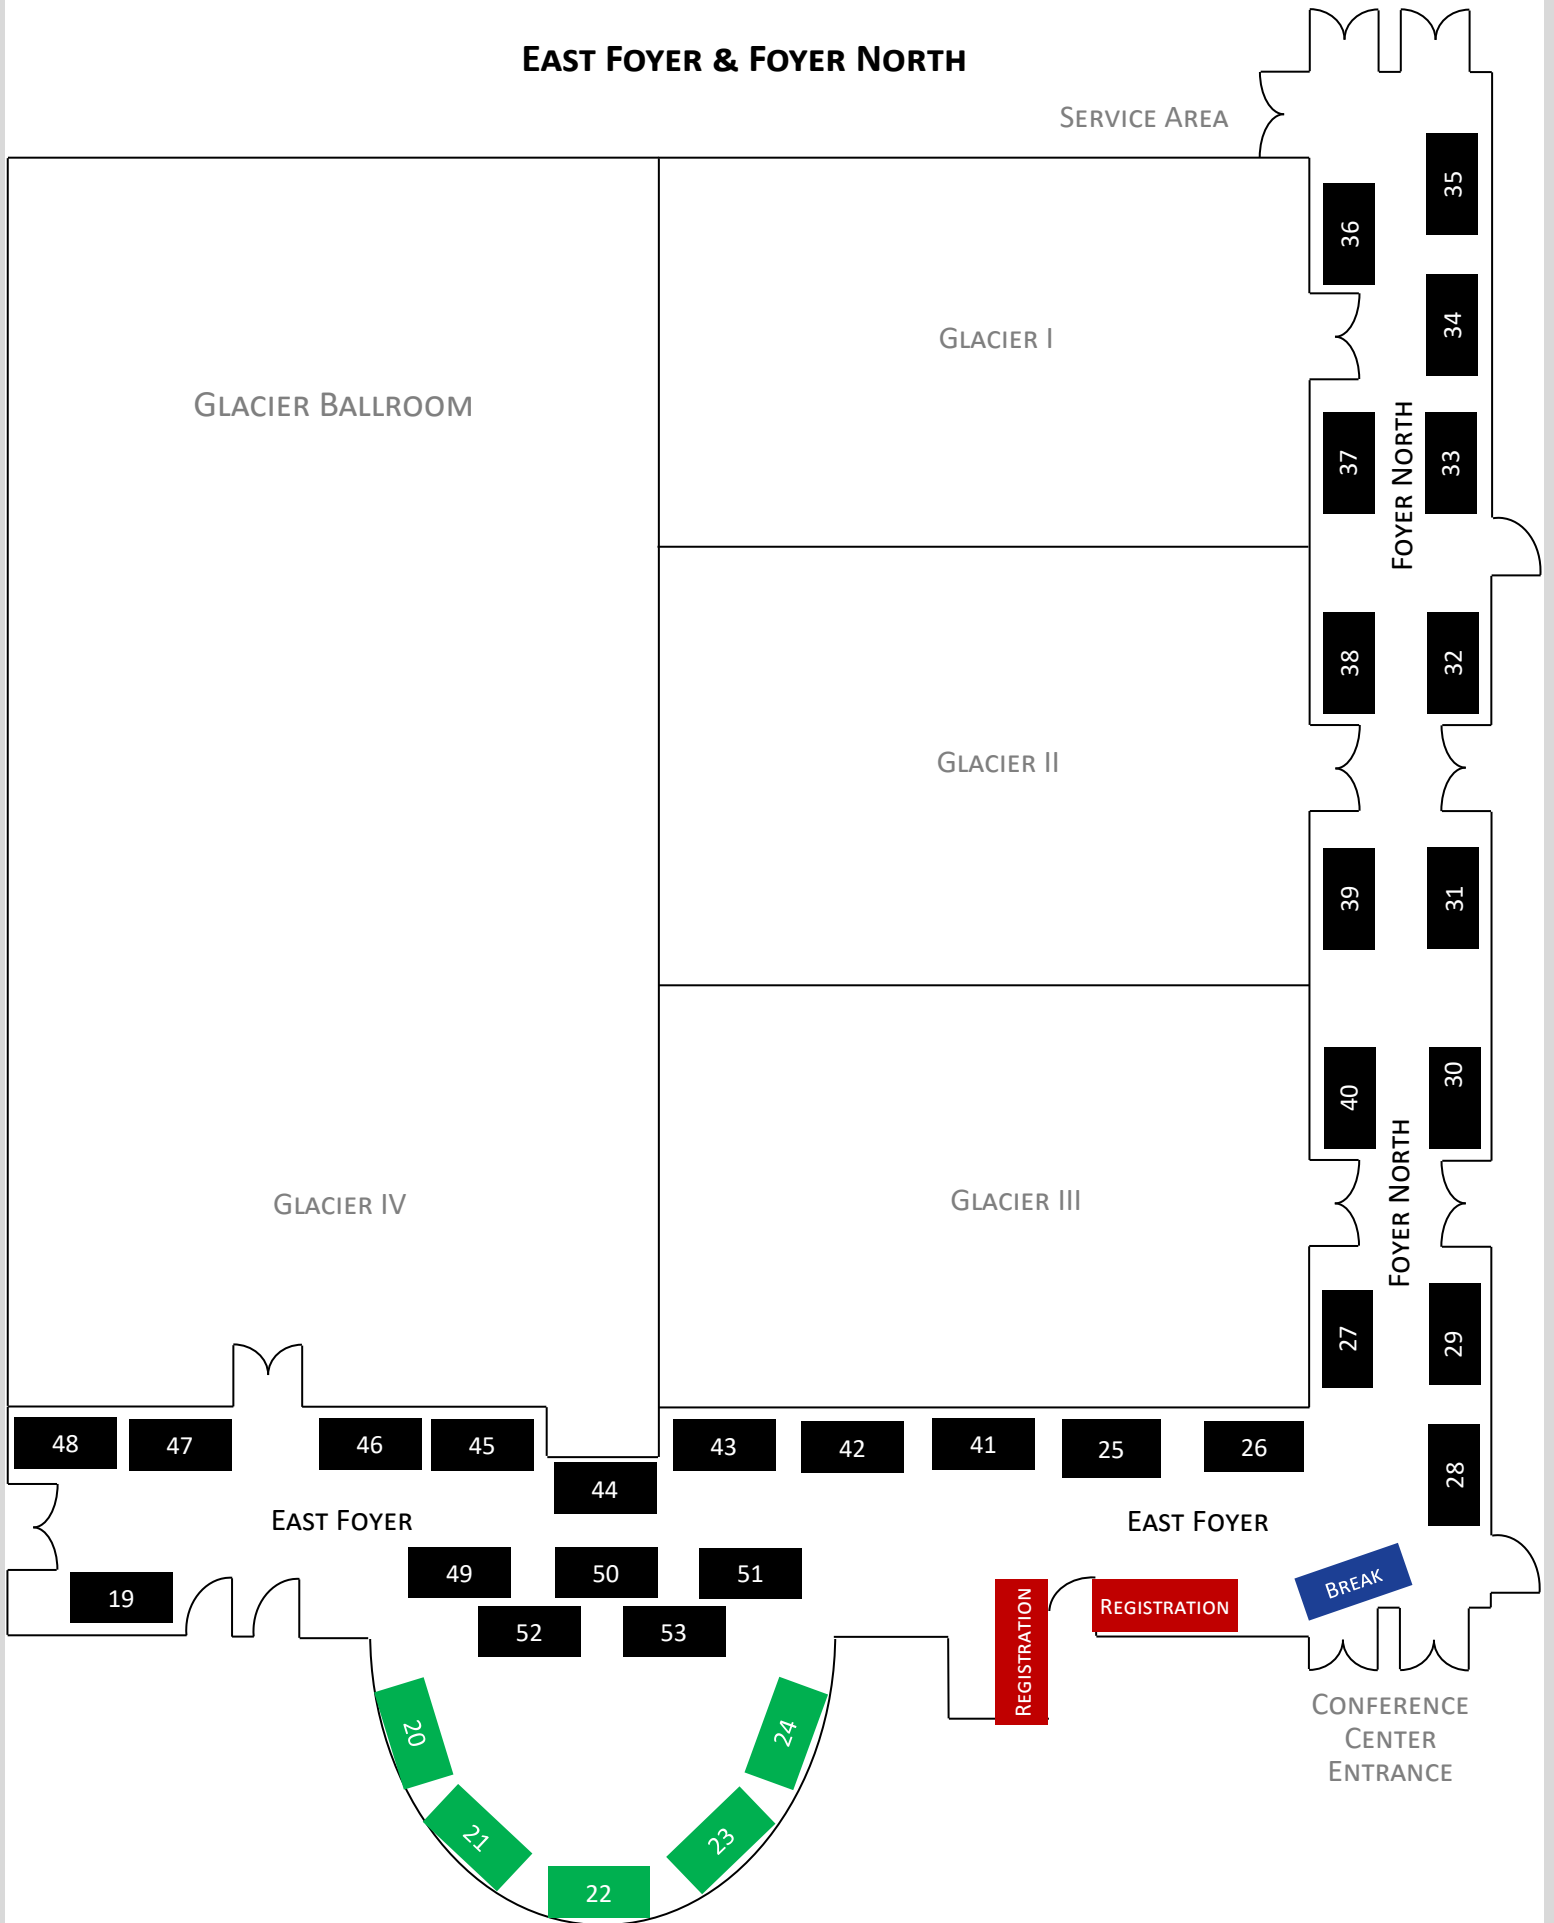 EAST FOYER & FOYER NORTH
SERVICE AREA
35
36
34
GLACIER I
GLACIER BALLROOM
FOYER NORTH
37
33
38
32
GLACIER II
39
31
40
30
FOYER NORTH
GLACIER IV
GLACIER III
27
29
48
47
46
45
43
42
41
25
26
44
28
EAST FOYER
EAST FOYER
49
50
51
BREAK
19
REGISTRATION
REGISTRATION
52
53
20
24
CONFERENCE
CENTER
ENTRANCE
21
23
22